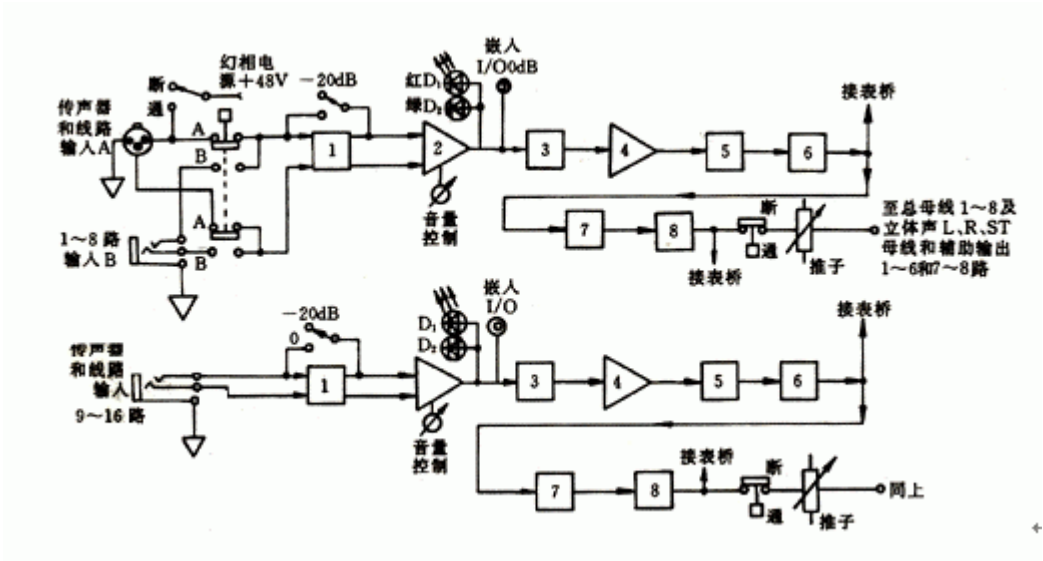 幻相电
源+48V
断
通
-20dB
红D₁
绿D₂
嵌入
I/O0dB
接表桥
传声器
和线路
输入A
A
B
A
B
1
2
3
4
5
6
音量
控制
1~8路
输入B
7
8
断
通
接表桥
推子
至总母线1~8及
立体声L、R、ST
母线和辅助输出
1~6和7~8路
-20dB
0
D₁
D₂
嵌入
I/O
接表桥
传声器
和线路
输入
9~16路
1
3
4
5
6
音量
控制
7
8
接表桥
断
通
推子
同上